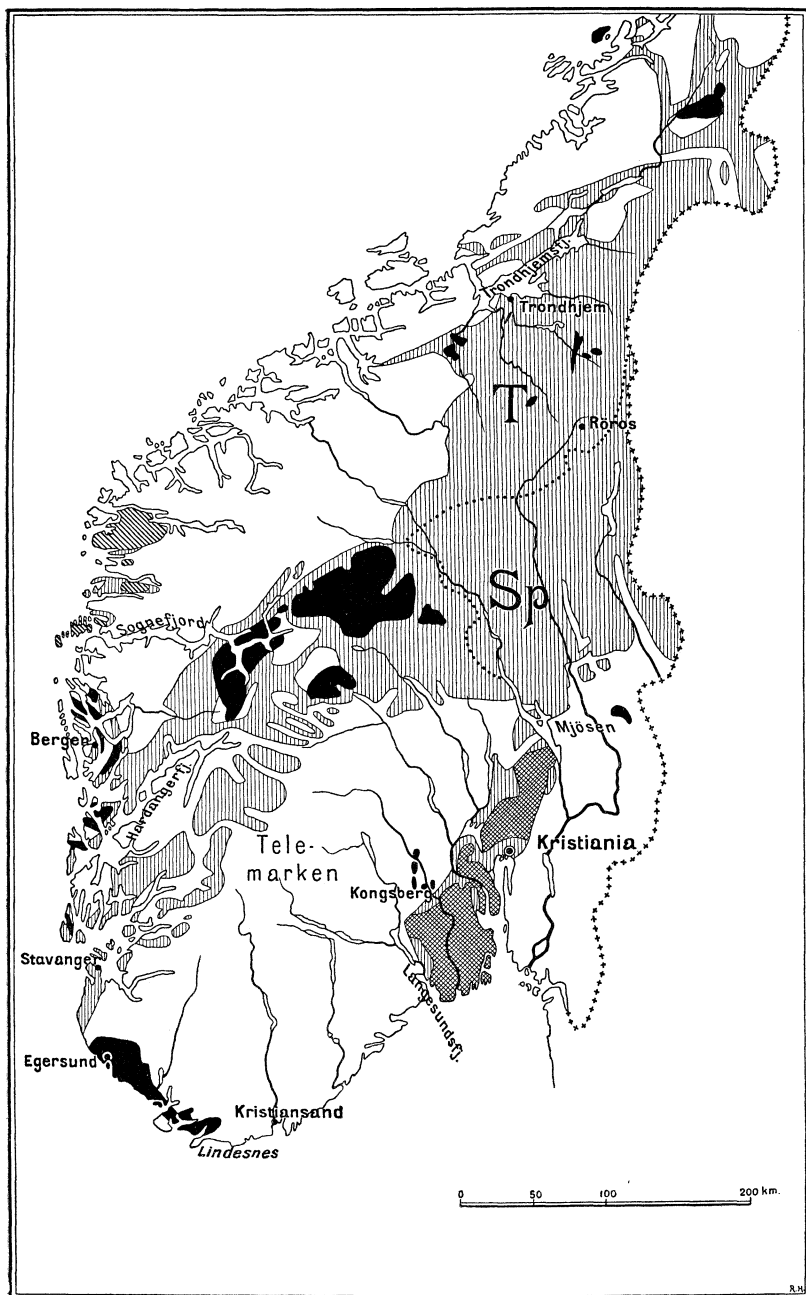 Trondhjemsfj.
Trondhjem
T
Röros
Sp
Sognefjord
Bergen
Mjösen
Hardangerfj.
Tele-
marken
Kristiania
Kongsberg
Stavanger
Langesundsfj.
Egersund
Kristiansand
Lindesnes
0 50 100 200 km.
R.H.